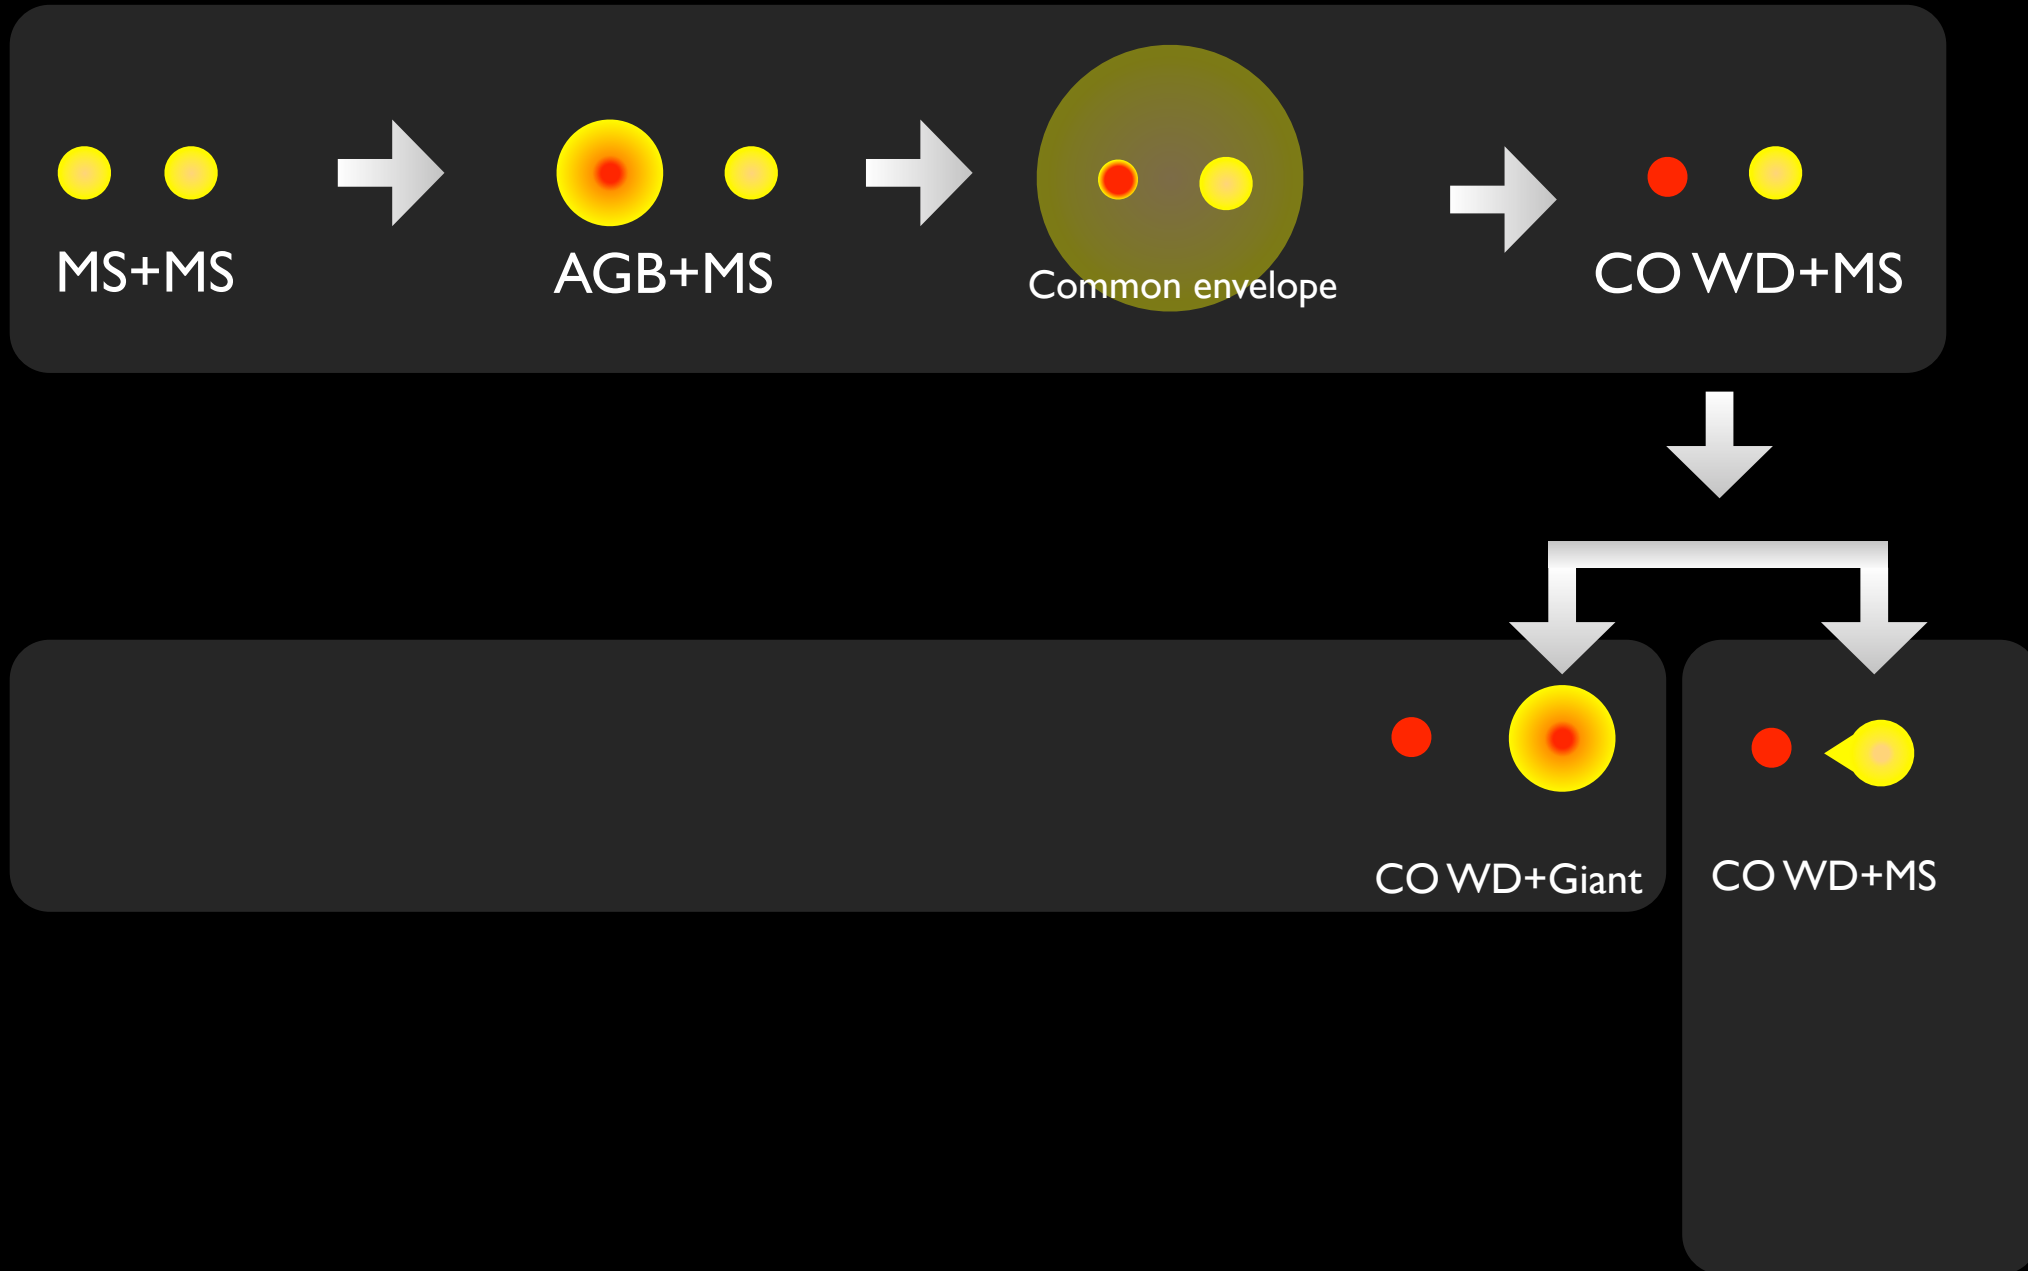 MS+MS
AGB+MS
Common envelope
CO WD+MS
CO WD+Giant
CO WD+MS